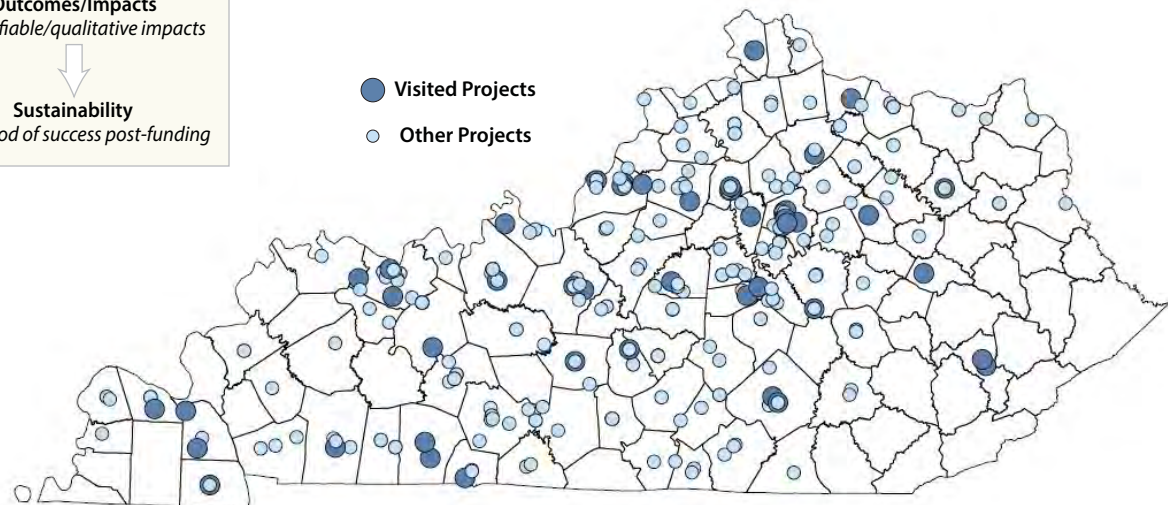 Outcomes/Impacts
fiable/qualitative impacts
Sustainability
od of success post-funding
Visited Projects
Other Projects